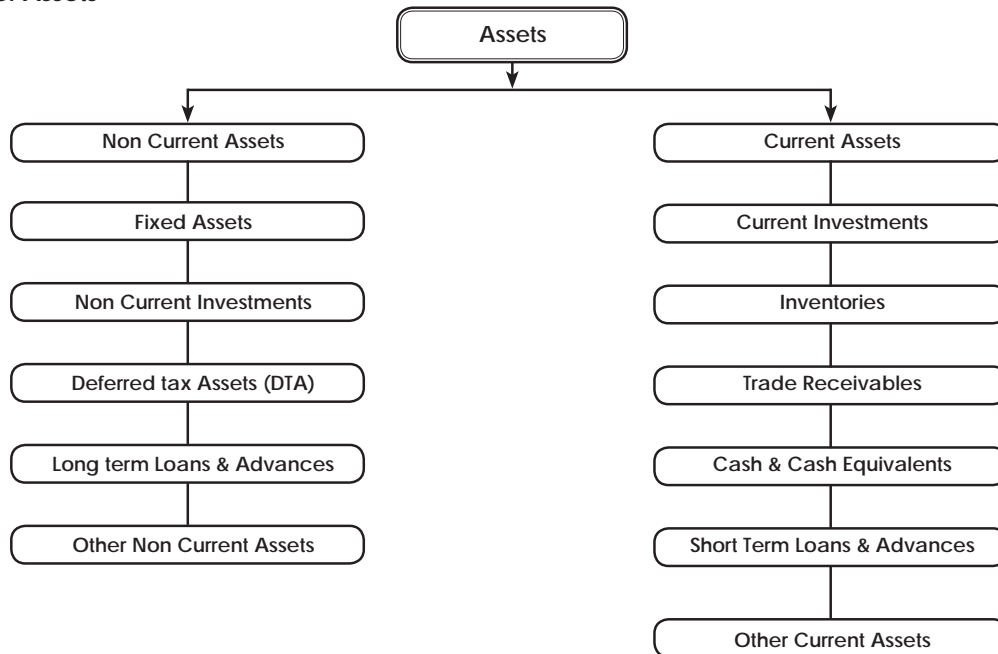 Assets
Non Current Assets
Fixed Assets
Non Current Investments
Deferred tax Assets (DTA)
Long term Loans & Advances
Other Non Current Assets
Current Assets
Current Investments
Inventories
Trade Receivables
Cash & Cash Equivalents
Short Term Loans & Advances
Other Current Assets